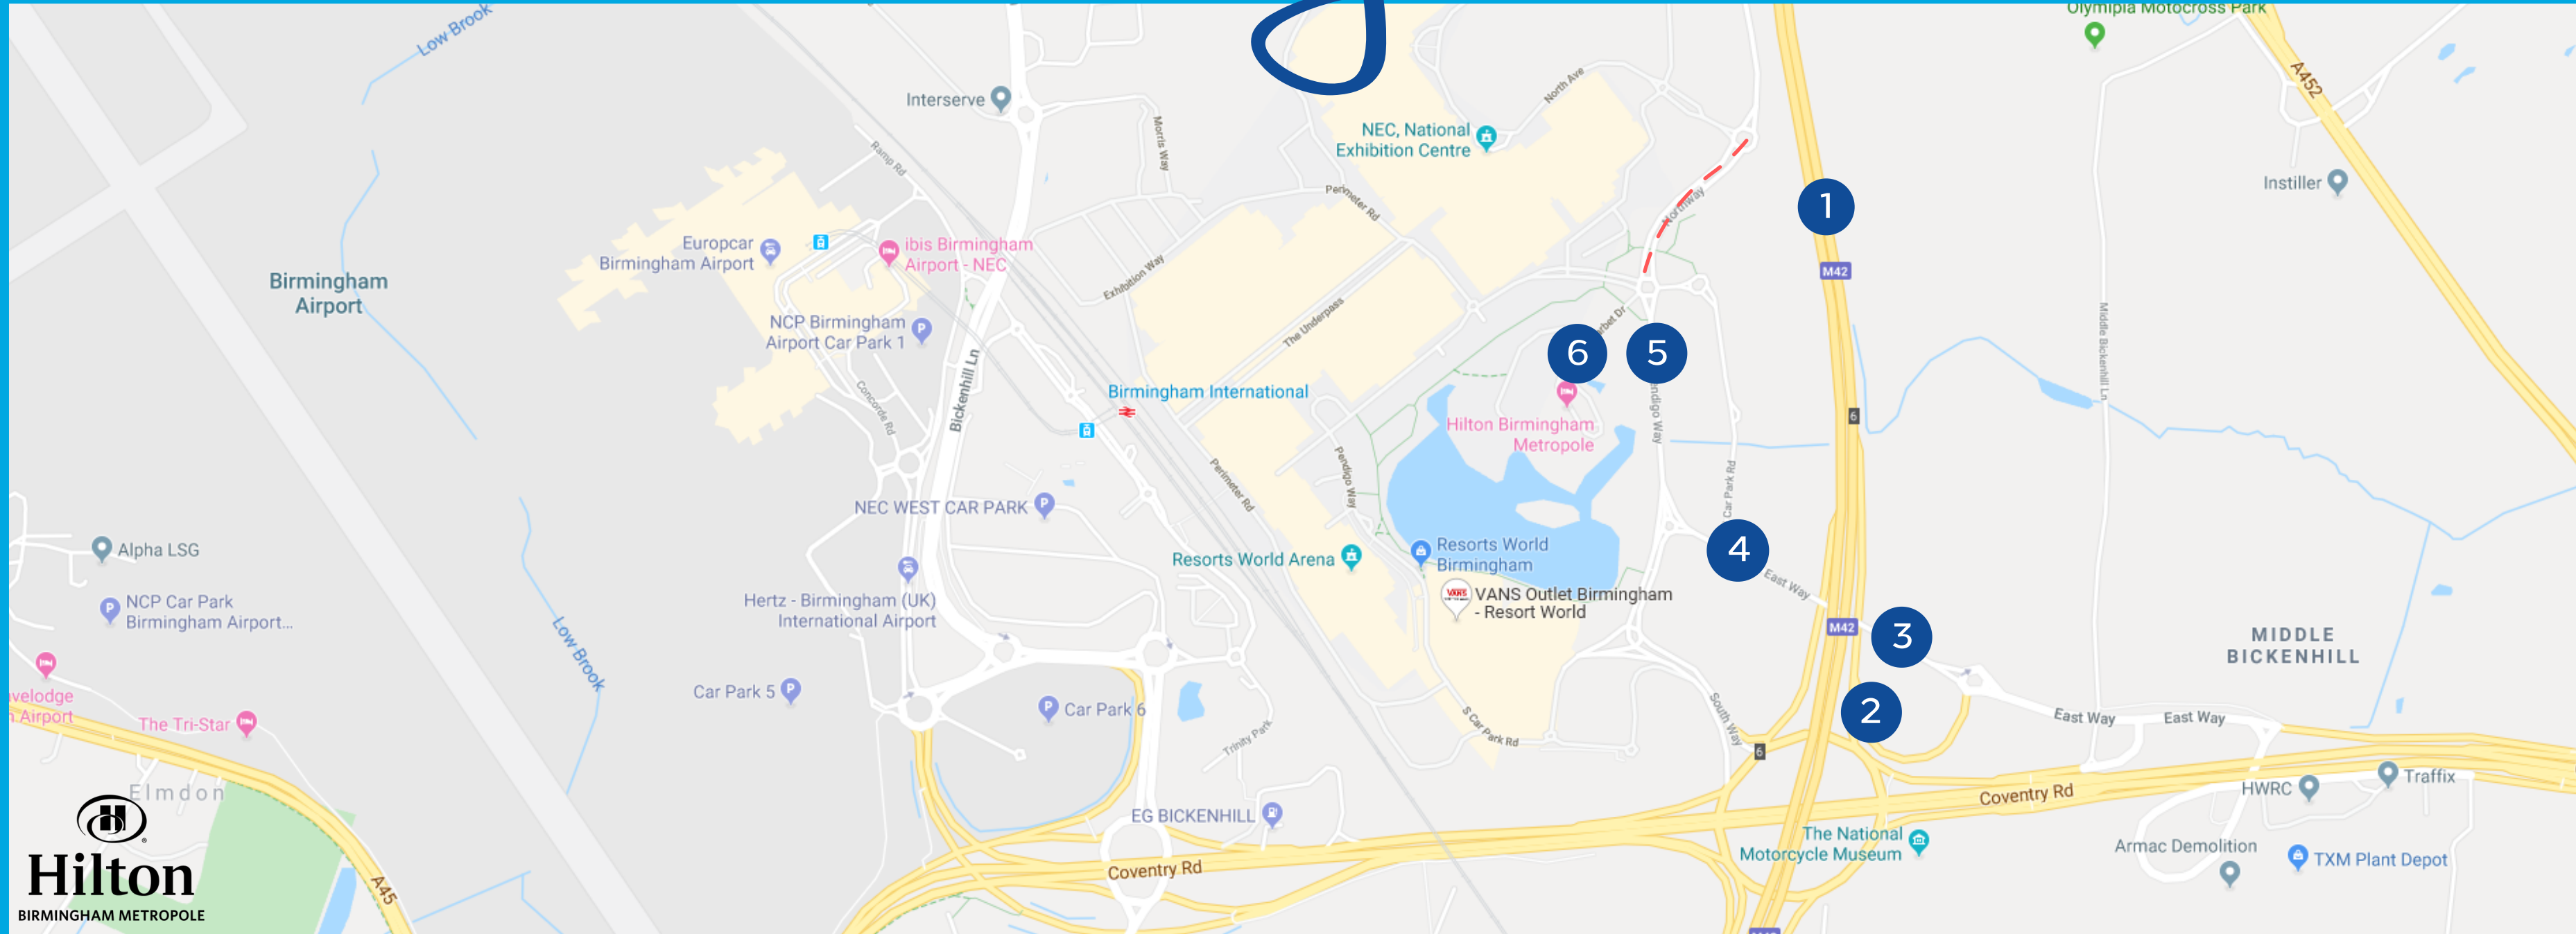 Olympia Motocross Park
Low Brook
A452
Interserve
North Ave
NEC, National
Exhibition Centre
Morris Way
Ramp Rd
Instiller
Perimeter Rd
Northway
1
Europcar
Birmingham Airport
ibis Birmingham
Airport - NEC
M42
Birmingham
Airport
Exhibition Way
NCP Birmingham
Airport Car Park 1
The Underpass
6
5
Middle Bickenhill Ln
Bickenhill Ln
Concorde Rd
Birmingham International
6
Hilton Birmingham
Metropole
Perimeter Rd
Pendigo Way
Car Park Rd
NEC WEST CAR PARK
Alpha LSG
Resorts World Arena
Resorts World
Birmingham
4
East Way
Hertz - Birmingham (UK)
International Airport
VANS
VANS Outlet Birmingham
- Resort World
NCP Car Park
Birmingham Airport...
Low Brook
M42
3
MIDDLE
BICKENHILL
Car Park 5
Car Park 6
The Tri-Star
Airport
2
South Way
S Car Park Rd
Trinity Park
6
East Way
East Way
Elmdon
Coventry Rd
HWRC
Traffix
EG BICKENHILL
The National
Motorcycle Museum
Armac Demolition
TXM Plant Depot
Coventry Rd
A45
H
Hilton
BIRMINGHAM METROPOLE